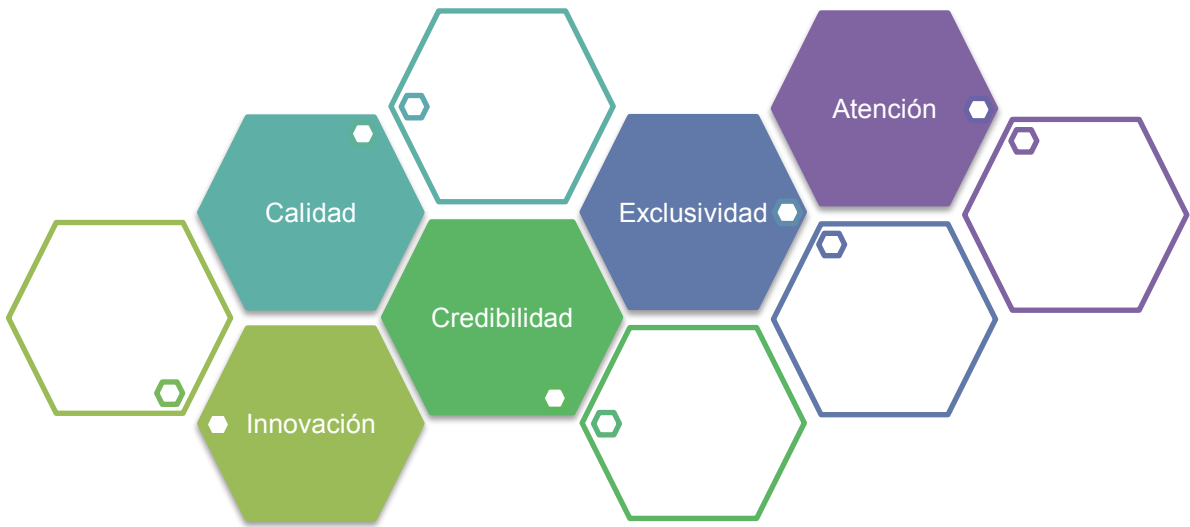 Atención
Calidad
Exclusividad
Credibilidad
Innovación